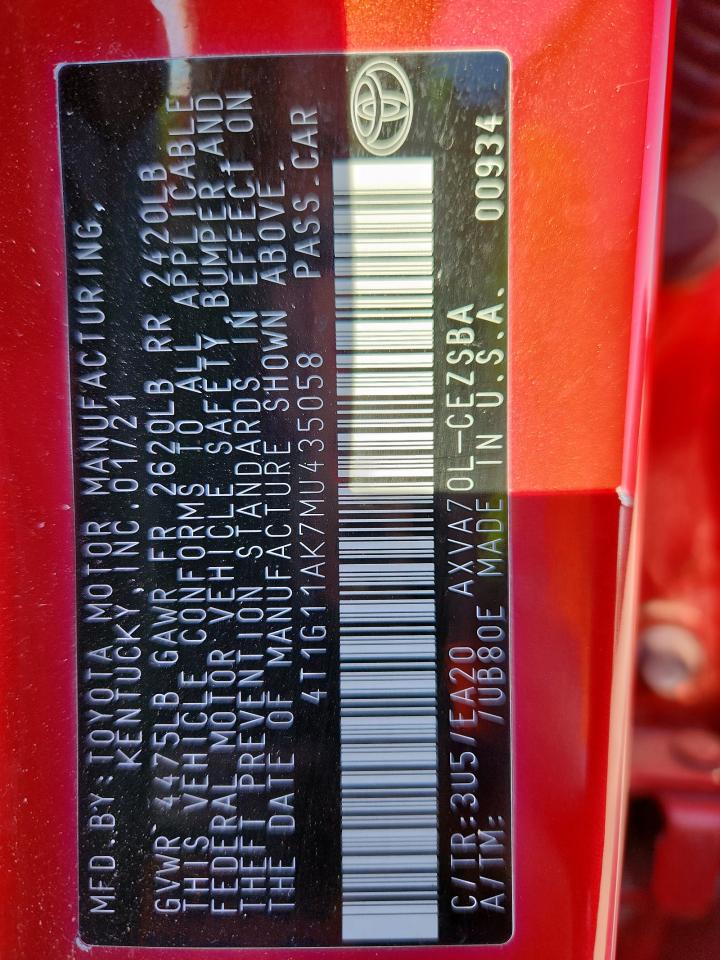 MFD.BY:TOYOTA MOTOR MANUFACTURING,
KENTUCKY, INC. 01/21
GVWR 4475LB GAWR FR 2620LB RR 2420LB
THIS VEHICLE CONFORMS TO ALL APPLICABLE
FEDERAL MOTOR VEHICLE SAFETY, BUMPER AND
THEFT PREVENTION STANDARDS IN EFFECT ON
THE DATE OF MANUFACTURE SHOWN ABOVE.
4T1G11AK7MU435058 PASS.CAR
C/TR:3U5/EA20 AXVA70L-CEZSBA
A/TM: /UB80E MADE IN U.S.A. 00934